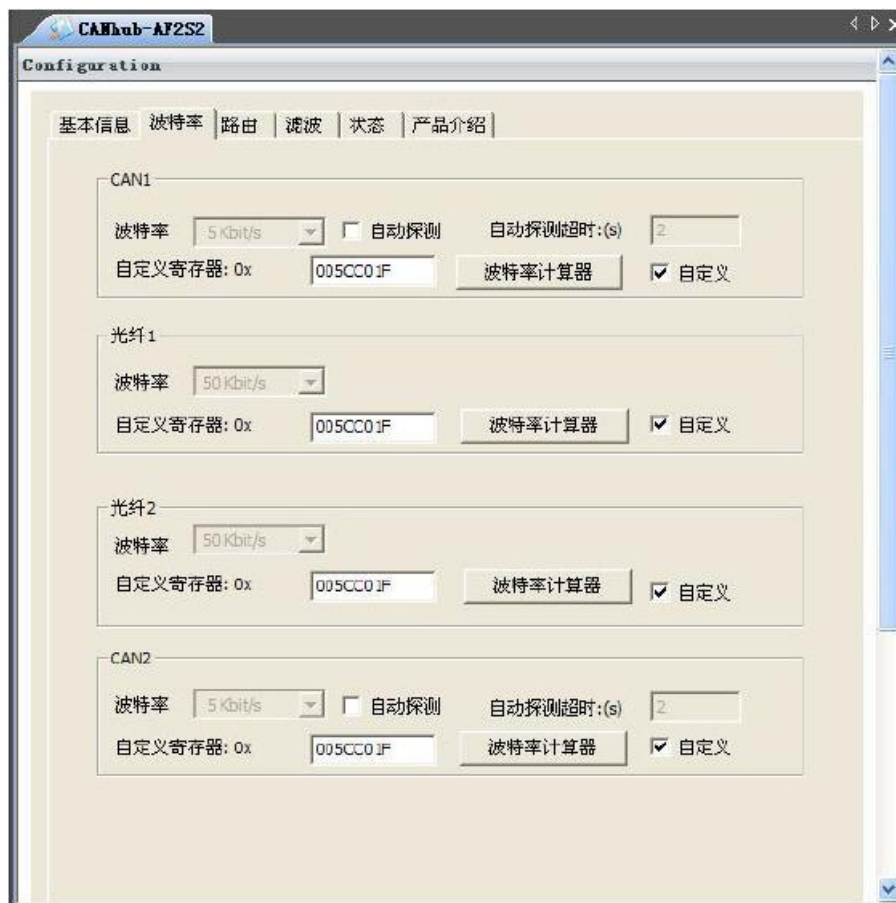 CANhub-AF2S2
Configuration
基本信息 波特率 路由 滤波 状态 产品介绍
CAN1
波特率 5 Kbit/s 自动探测 自动探测超时:(s) 2
自定义寄存器: 0x 005CC01F 波特率计算器 自定义
光纤1
波特率 50 Kbit/s
自定义寄存器: 0x 005CC01F 波特率计算器 自定义
光纤2
波特率 50 Kbit/s
自定义寄存器: 0x 005CC01F 波特率计算器 自定义
CAN2
波特率 5 Kbit/s 自动探测 自动探测超时:(s) 2
自定义寄存器: 0x 005CC01F 波特率计算器 自定义